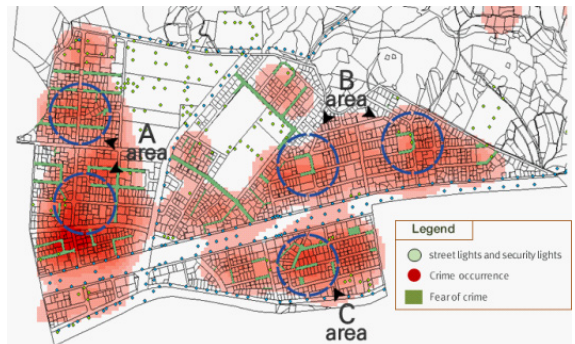 B
area
A
area
Legend
street lights and security lights
Crime occurrence
Fear of crime
C
area